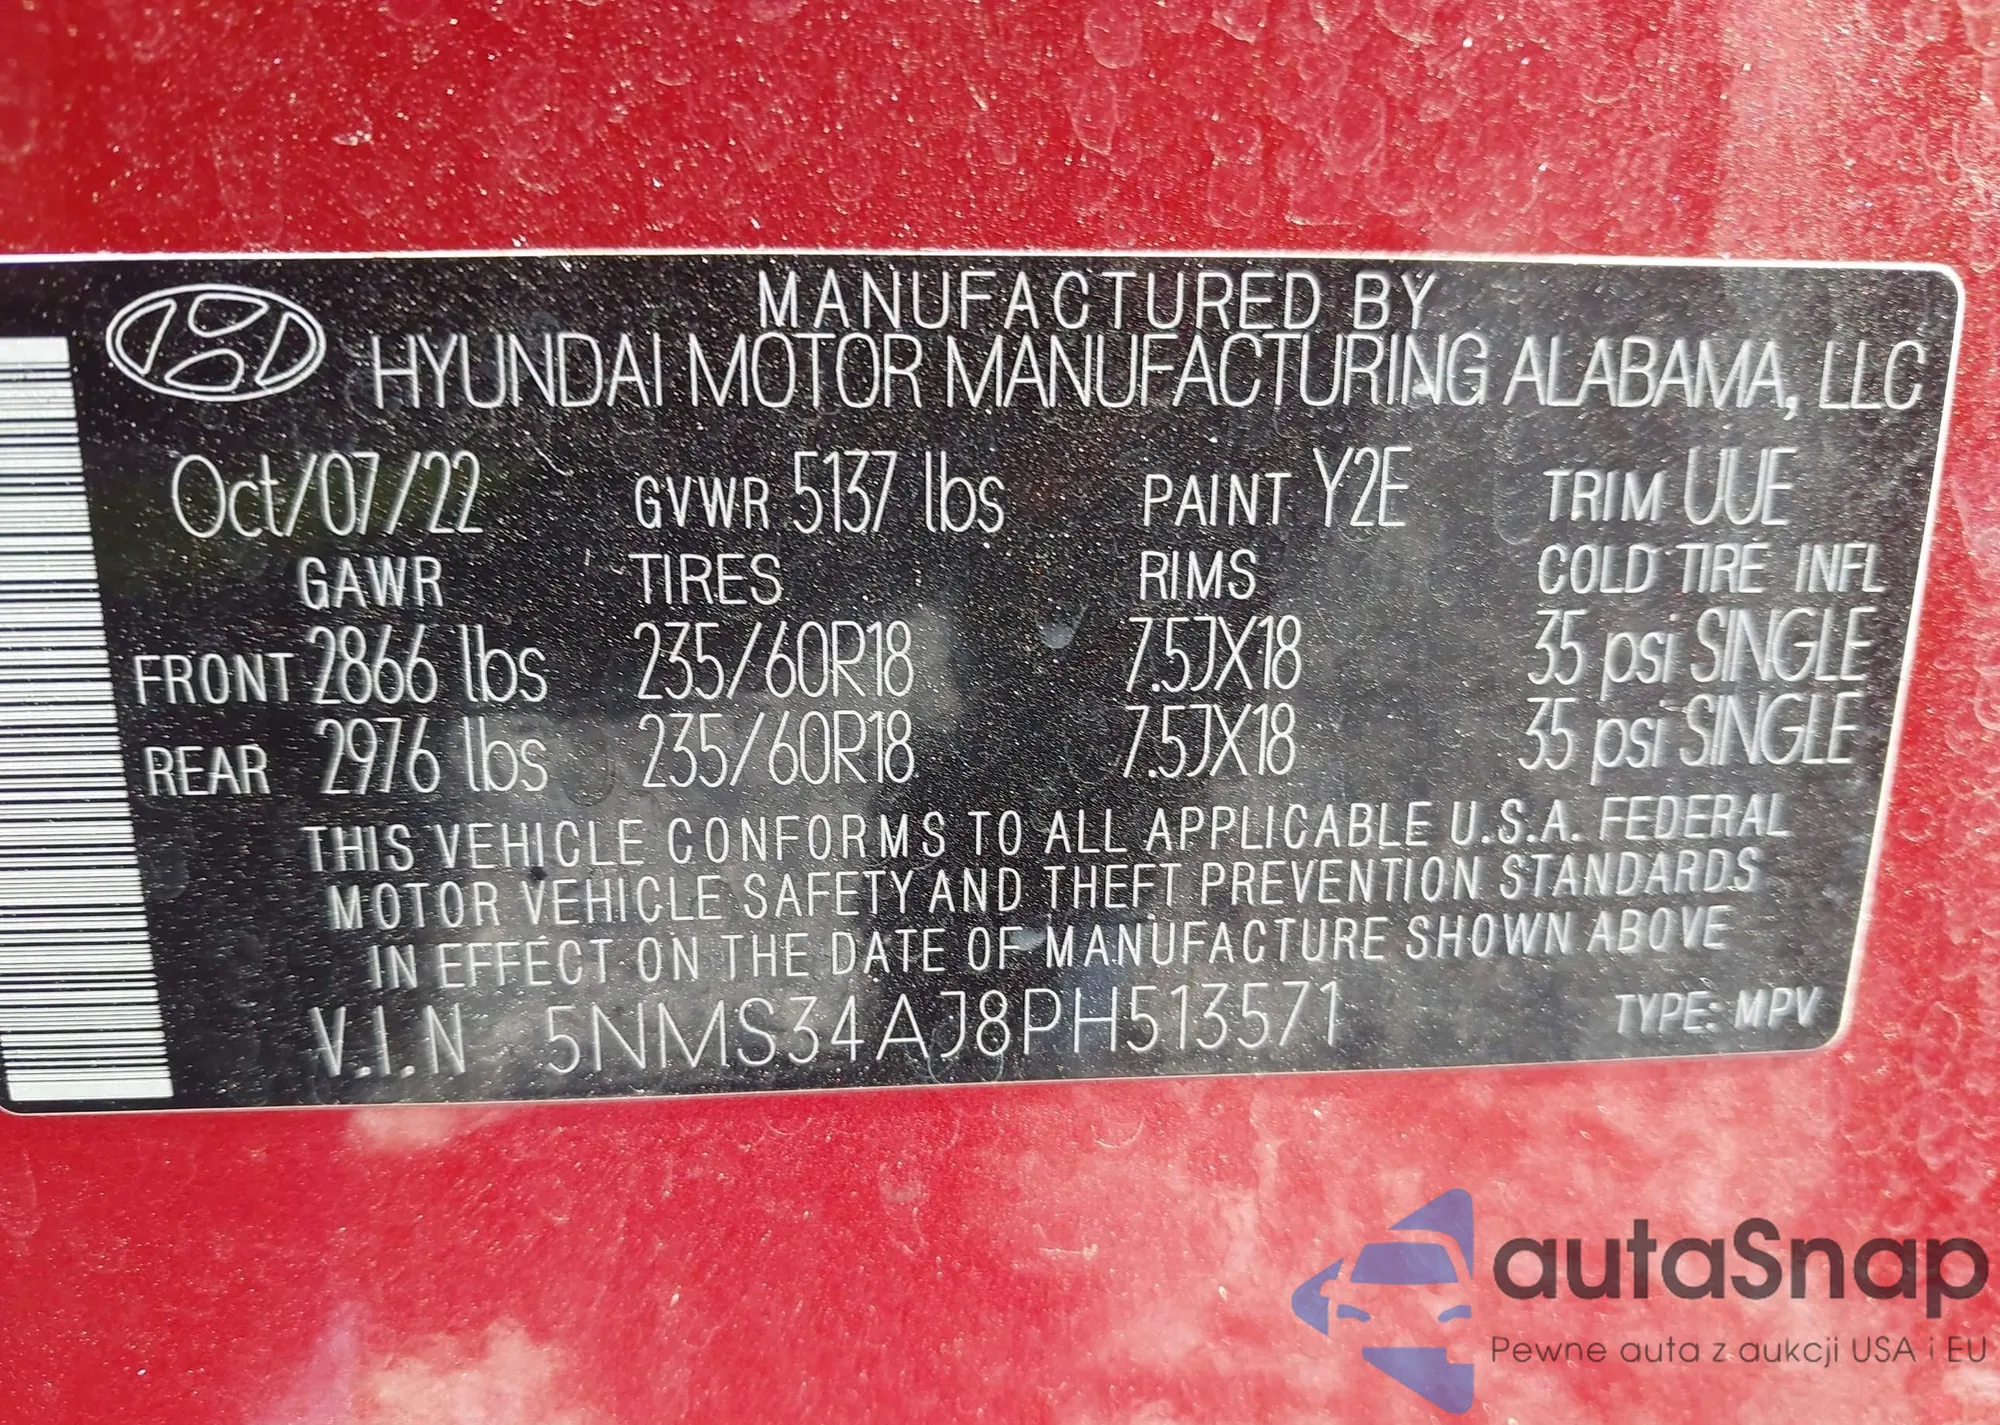 MANUFACTURED BY
HYUNDAI MOTOR MANUFACTURING ALABAMA, LLC
Oct/07/22 GVWR 5137 lbs PAINT Y2E TRIM UUE
GAWR TIRES RIMS COLD TIRE INFL
FRONT 2866 lbs 235/60R18 7.5JX18 35 psi SINGLE
REAR 2976 lbs 235/60R18 7.5JX18 35 psi SINGLE
THIS VEHICLE CONFORMS TO ALL APPLICABLE U.S.A. FEDERAL
MOTOR VEHICLE SAFETY AND THEFT PREVENTION STANDARDS
IN EFFECT ON THE DATE OF MANUFACTURE SHOWN ABOVE
V.I.N 5NMS34AJ8PH513571 TYPE: MPV
autaSnap
Pewne auta z aukcji USA i EU